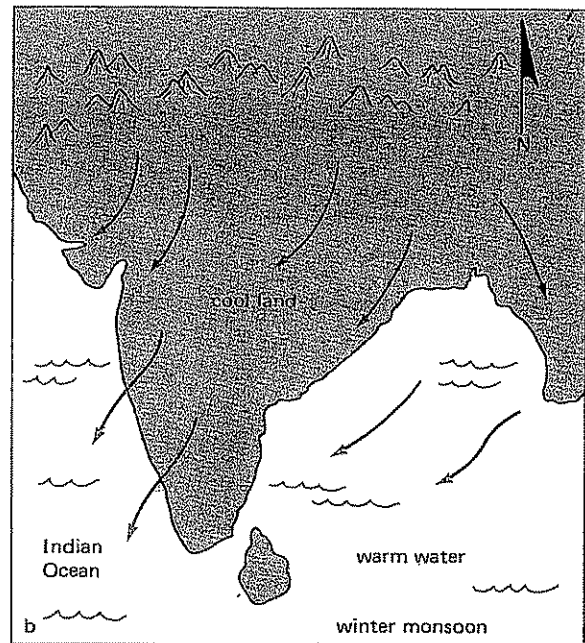 N
cool land
Indian
Ocean
warm water
b
winter monsoon